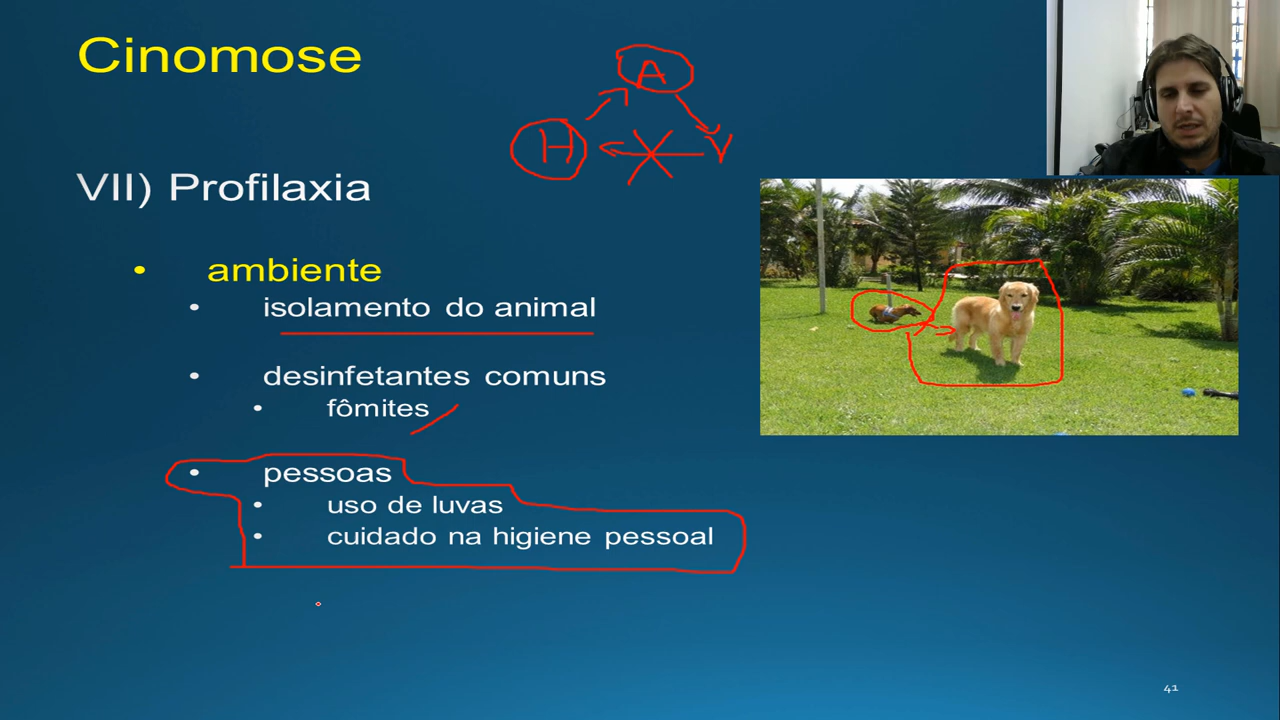 Cinomose
A
H
V
VII) Profilaxia
• ambiente
• isolamento do animal
• desinfetantes comuns
• fômites
• pessoas
• uso de luvas
• cuidado na higiene pessoal
41